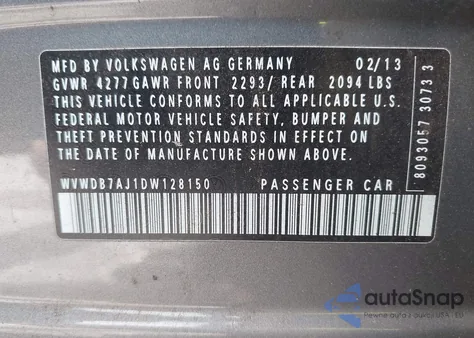 MFD BY VOLKSWAGEN AG GERMANY 02/13
GVWR 4277 GAWR FRONT 2293/ REAR 2094 LBS
THIS VEHICLE CONFORMS TO ALL APPLICABLE U.S.
FEDERAL MOTOR VEHICLE SAFETY, BUMPER AND
THEFT PREVENTION STANDARDS IN EFFECT ON THE
DATE OF MANUFACTURE SHOWN ABOVE.
WVWDB7AJ1DW128150 PASSENGER CAR
8093057 30733
autoSnap